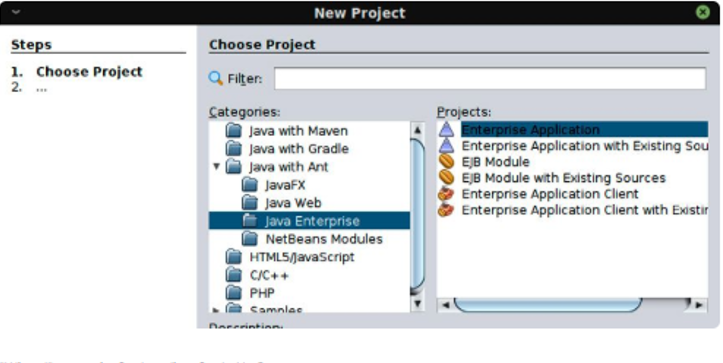 New Project
Steps
1. Choose Project
2. ...
Choose Project
Filter:
Categories:
Java with Maven
Java with Gradle
Java with Ant
JavaFX
Java Web
Java Enterprise
NetBeans Modules
HTML5/JavaScript
C/C++
PHP
Samples
Description:
Projects:
Enterprise Application
Enterprise Application with Existing Sou
EJB Module
EJB Module with Existing Sources
Enterprise Application Client
Enterprise Application Client with Existin